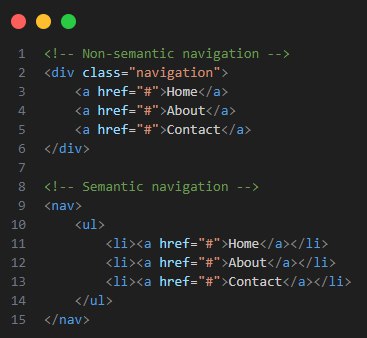 1 <!-- Non-semantic navigation -->
2 <div class="navigation">
3     <a href="#">Home</a>
4     <a href="#">About</a>
5     <a href="#">Contact</a>
6 </div>
7
8 <!-- Semantic navigation -->
9 <nav>
10     <ul>
11         <li><a href="#">Home</a></li>
12         <li><a href="#">About</a></li>
13         <li><a href="#">Contact</a></li>
14     </ul>
15 </nav>